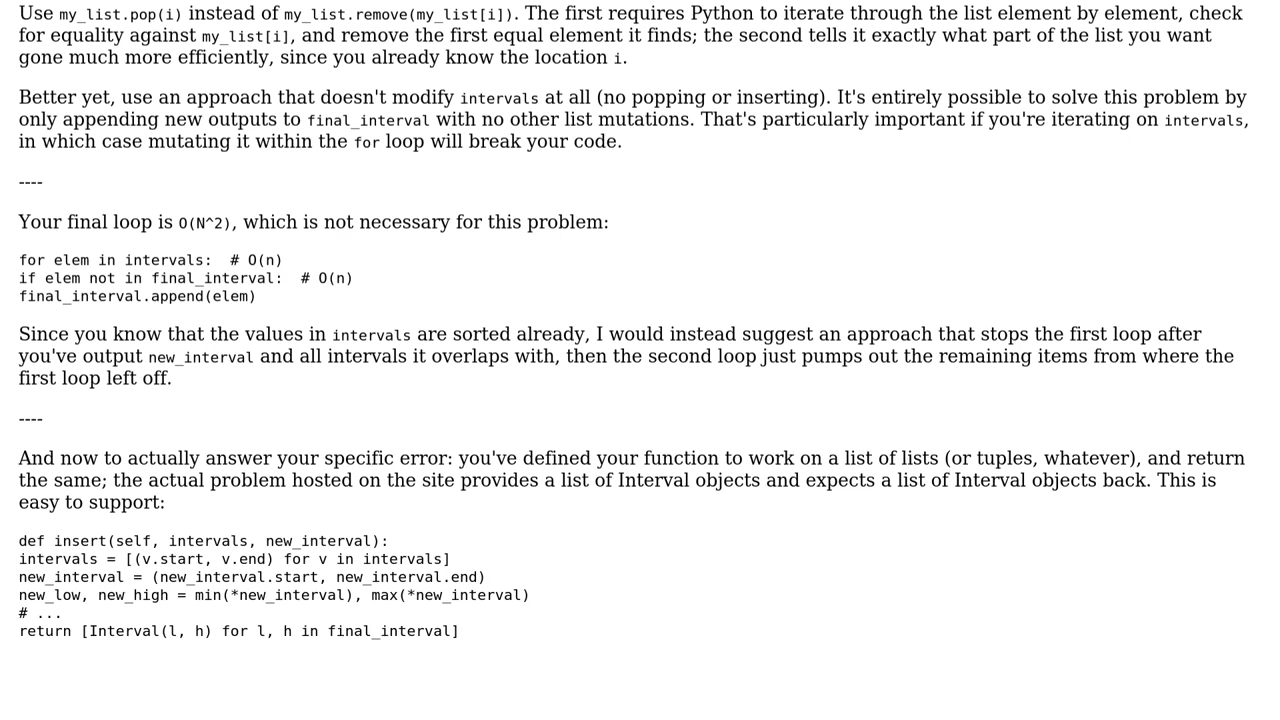 Use my_list.pop(i) instead of my_list.remove(my_list[i]). The first requires Python to iterate through the list element by element, check
for equality against my_list[i], and remove the first equal element it finds; the second tells it exactly what part of the list you want
gone much more efficiently, since you already know the location i.
Better yet, use an approach that doesn't modify intervals at all (no popping or inserting). It's entirely possible to solve this problem by
only appending new outputs to final_interval with no other list mutations. That's particularly important if you're iterating on intervals,
in which case mutating it within the for loop will break your code.
----
Your final loop is O(N^2), which is not necessary for this problem:
for elem in intervals:  # O(n)
if elem not in final_interval:  # O(n)
final_interval.append(elem)
Since you know that the values in intervals are sorted already, I would instead suggest an approach that stops the first loop after
you've output new_interval and all intervals it overlaps with, then the second loop just pumps out the remaining items from where the
first loop left off.
----
And now to actually answer your specific error: you've defined your function to work on a list of lists (or tuples, whatever), and return
the same; the actual problem hosted on the site provides a list of Interval objects and expects a list of Interval objects back. This is
easy to support:
def insert(self, intervals, new_interval):
intervals = [(v.start, v.end) for v in intervals]
new_interval = (new_interval.start, new_interval.end)
new_low, new_high = min(*new_interval), max(*new_interval)
# ...
return [Interval(l, h) for l, h in final_interval]